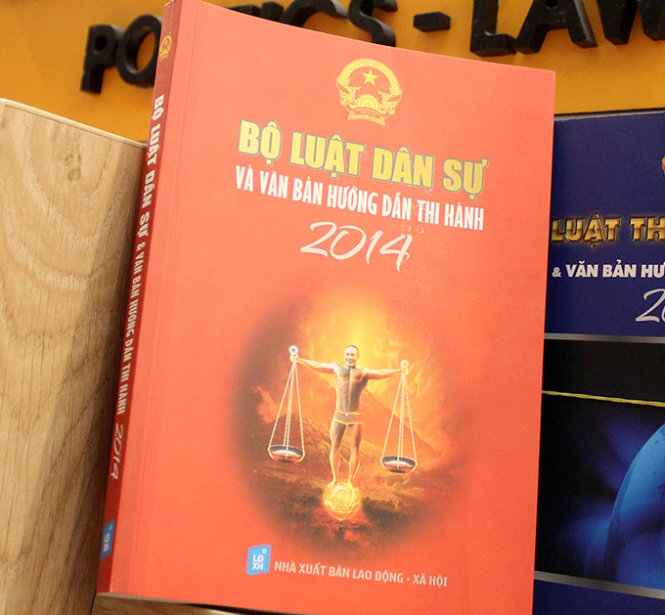 POLITICS - LAW
BỘ LUẬT DÂN SỰ
VÀ VĂN BẢN HƯỚNG DẪN THI HÀNH
2014
LĐ
XH
NHÀ XUẤT BẢN LAO ĐỘNG - XÃ HỘI
BỘ LUẬT DÂN SỰ & VĂN BẢN HƯỚNG DẪN THI HÀNH 2014
LUẬT TH
& VĂN BẢN HƯ